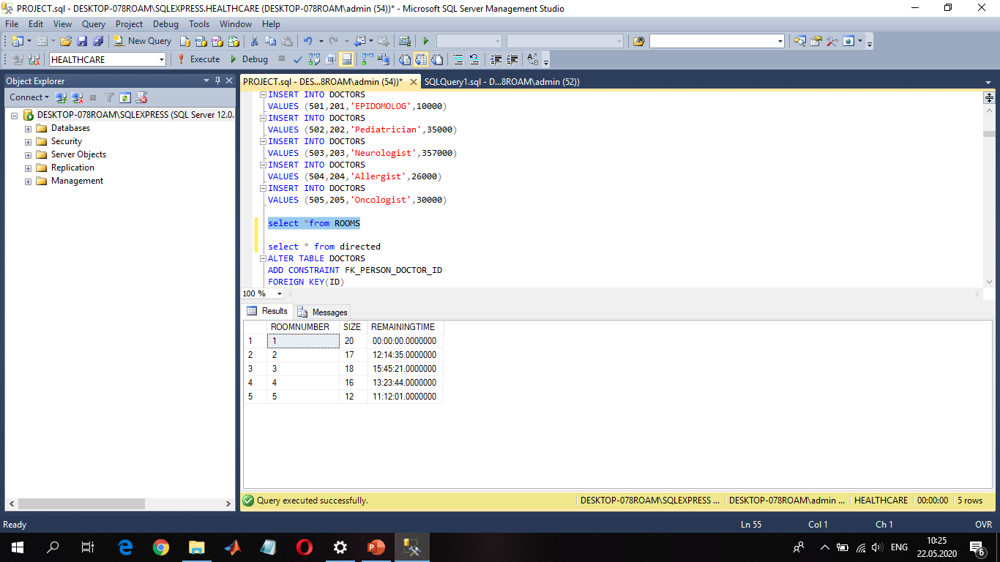 PROJECT.sql - DESKTOP-078ROAM\SQLEXPRESS.HEALTHCARE (DESKTOP-078ROAM\admin (54))* - Microsoft SQL Server Management Studio
File Edit View Query Project Debug Tools Window Help
New Query
HEALTHCARE Execute Debug
Object Explorer
Connect
DESKTOP-078ROAM\SQLEXPRESS (SQL Server 12.0.
Databases
Security
Server Objects
Replication
Management
PROJECT.sql - DES...8ROAM\admin (54))* SQLQuery1.sql - D...8ROAM\admin (52))
INSERT INTO DOCTORS
VALUES (501,201,'EPIDOMOLOG',10000)
INSERT INTO DOCTORS
VALUES (502,202,'Pediatrician',35000)
INSERT INTO DOCTORS
VALUES (503,203,'Neurologist',357000)
INSERT INTO DOCTORS
VALUES (504,204,'Allergist',26000)
INSERT INTO DOCTORS
VALUES (505,205,'Oncologist',30000)
select *from ROOMS
select * from directed
ALTER TABLE DOCTORS
ADD CONSTRAINT FK_PERSON_DOCTOR_ID
FOREIGN KEY(ID)
100 %
Results Messages
ROOMNUMBER SIZE REMAININGTIME
1 1 20 00:00:00.0000000
2 2 17 12:14:35.0000000
3 3 18 15:45:21.0000000
4 4 16 13:23:44.0000000
5 5 12 11:12:01.0000000
Query executed successfully. DESKTOP-078ROAM\SQLEXPRESS ... DESKTOP-078ROAM\admin ... HEALTHCARE 00:00:00 5 rows
Ready Ln 55 Col 1 Ch 1 OVR
ENG 10:25
22.05.2020
6